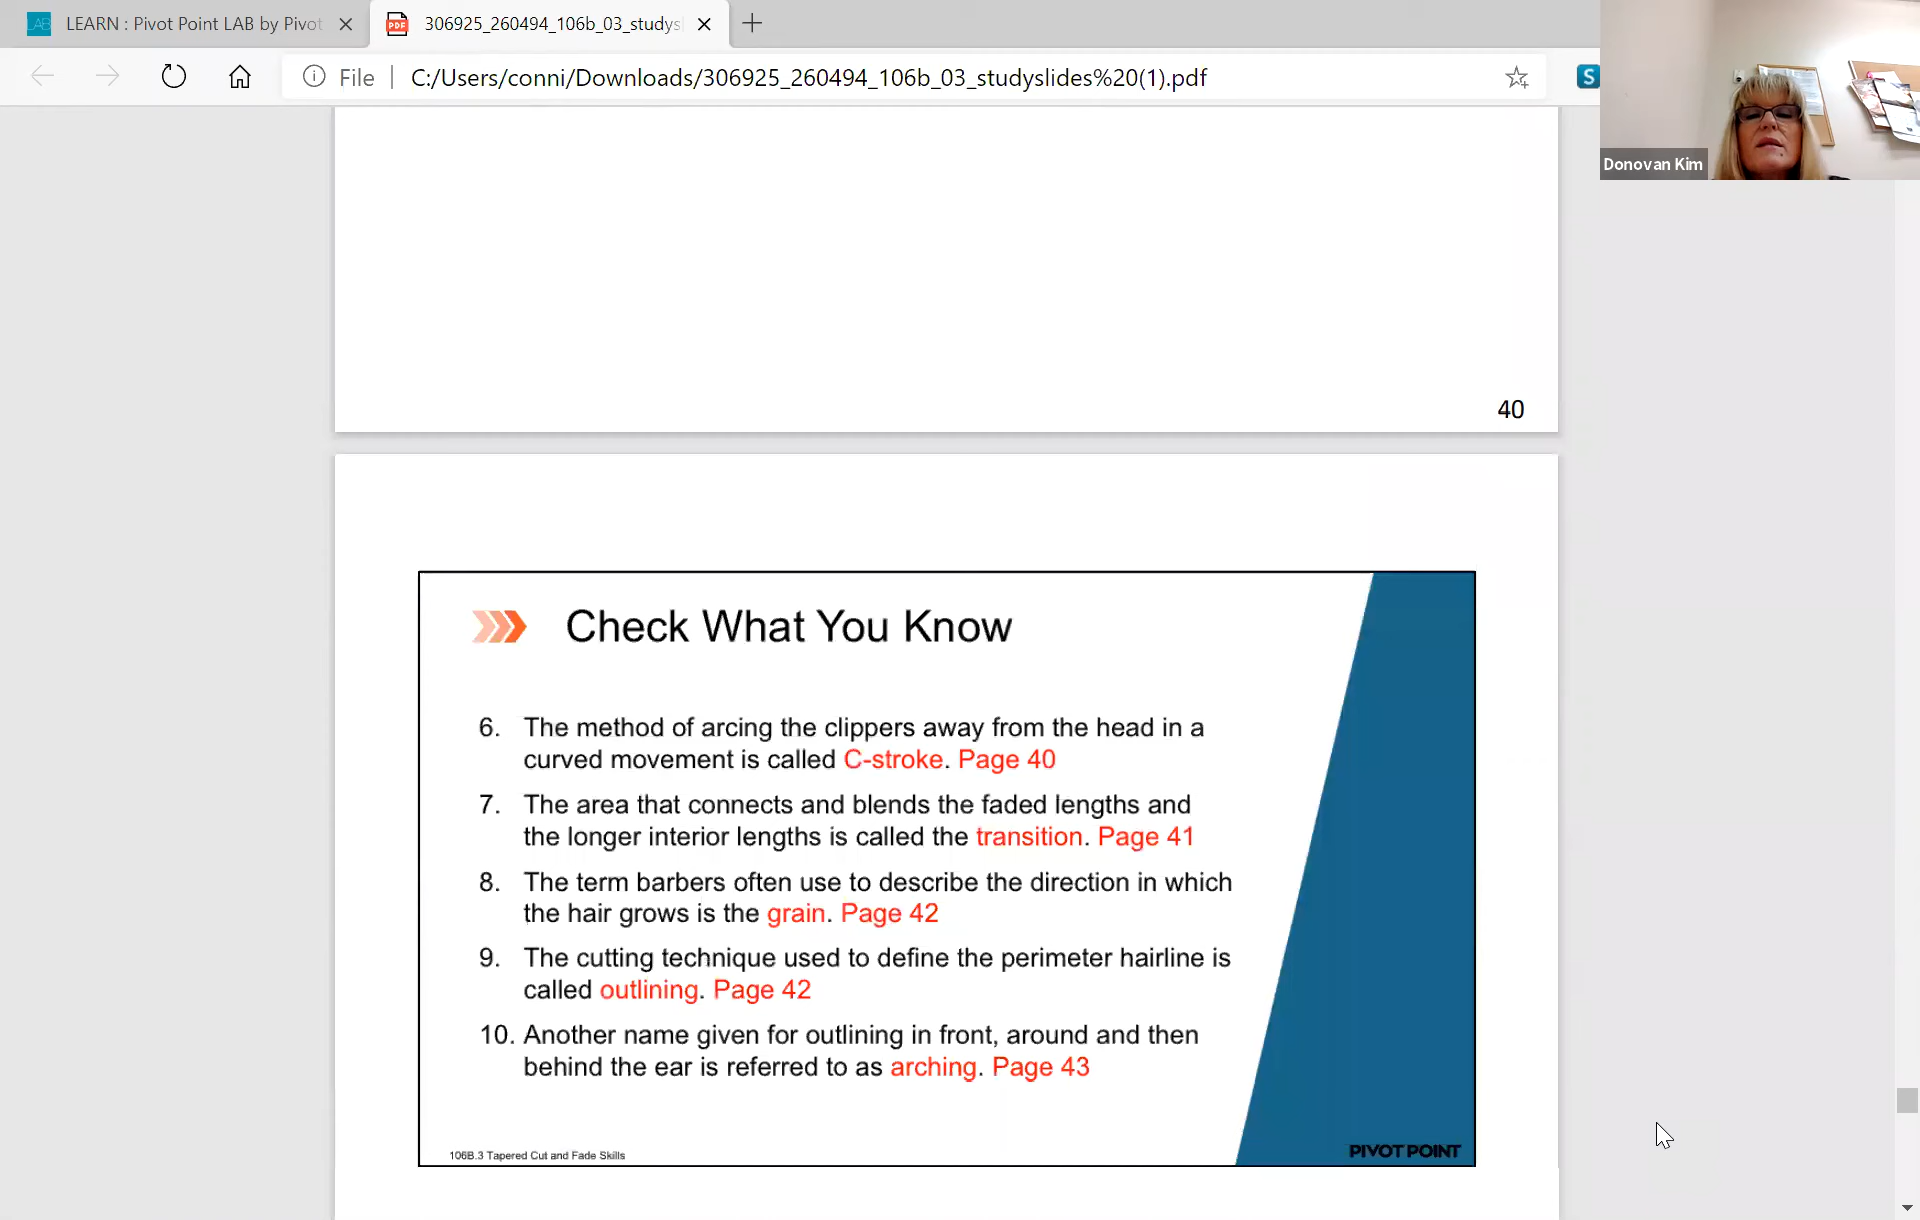 LEARN : Pivot Point LAB by Pivot
306925_260494_106b_03_studys
File
C:/Users/conni/Downloads/306925_260494_106b_03_studyslides%20(1).pdf
S
Donovan Kim
40
Check What You Know
6. The method of arcing the clippers away from the head in a
curved movement is called C-stroke. Page 40
7. The area that connects and blends the faded lengths and
the longer interior lengths is called the transition. Page 41
8. The term barbers often use to describe the direction in which
the hair grows is the grain. Page 42
9. The cutting technique used to define the perimeter hairline is
called outlining. Page 42
10. Another name given for outlining in front, around and then
behind the ear is referred to as arching. Page 43
106B.3 Tapered Cut and Fade Skills
PIVOT POINT